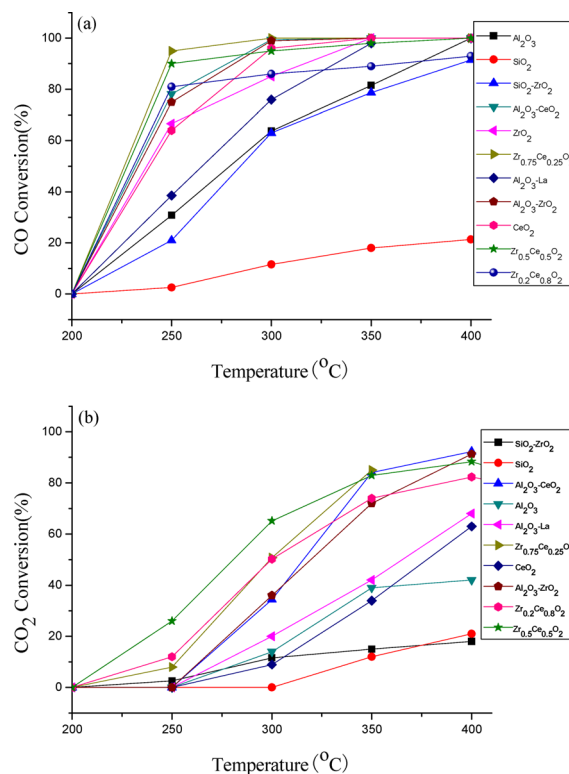 (a)
CO Conversion(%)
100
80
60
40
20
0
200
250
300
350
400
Temperature (°C)
Al₂O₃
SiO₂
SiO₂-ZrO₂
Al₂O₃-CeO₂
ZrO₂
Zr₀.₇₅Ce₀.₂₅O
Al₂O₃-La
Al₂O₃-ZrO₂
CeO₂
Zr₀.₅Ce₀.₅O₂
Zr₀.₂Ce₀.₈O₂
(b)
CO₂ Conversion(%)
100
80
60
40
20
0
200
250
300
350
400
Temperature (°C)
SiO₂-ZrO₂
SiO₂
Al₂O₃-CeO₂
Al₂O₃
Al₂O₃-La
Zr₀.₇₅Ce₀.₂₅O
CeO₂
Al₂O₃-ZrO₂
Zr₀.₂Ce₀.₈O₂
Zr₀.₅Ce₀.₅O₂